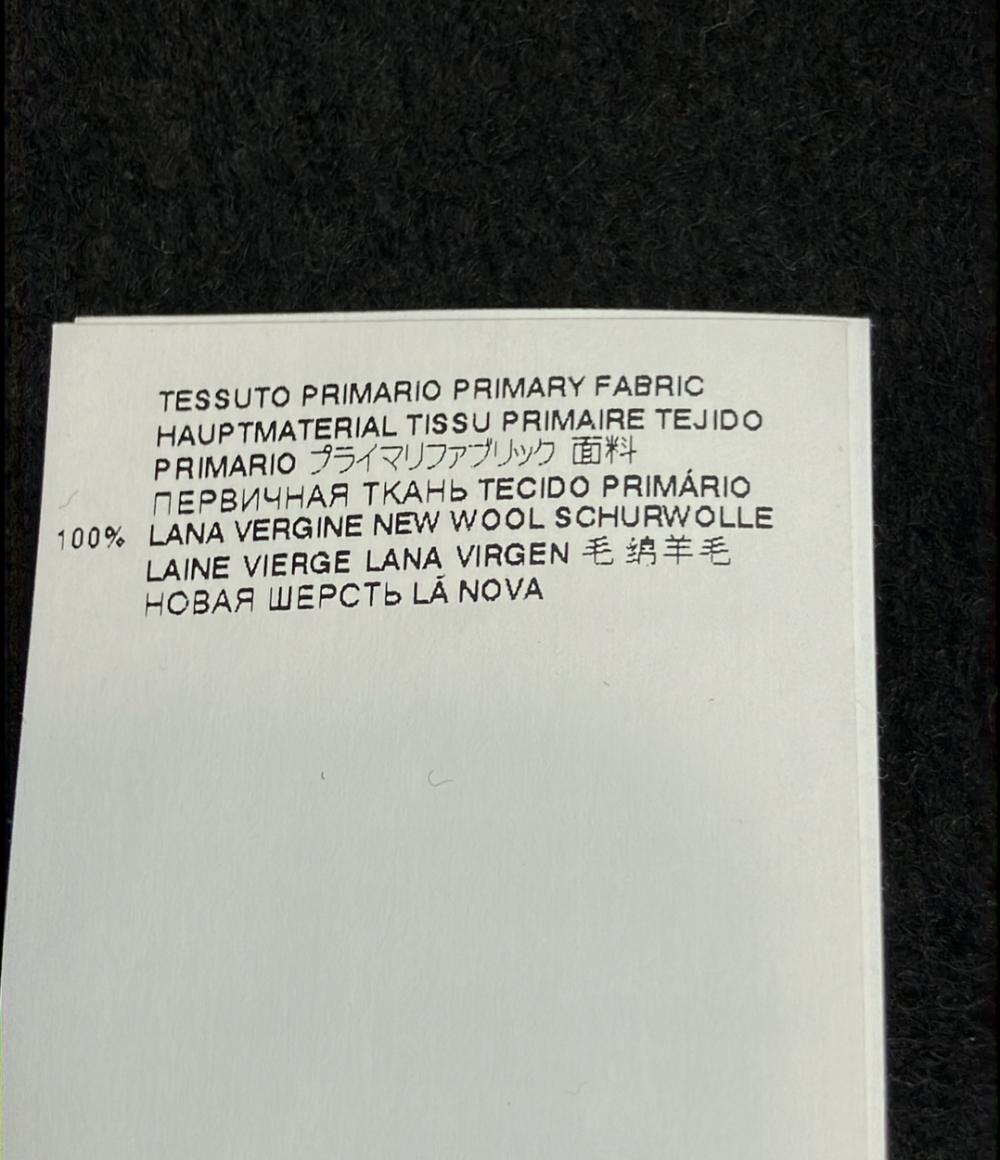 TESSUTO PRIMARIO PRIMARY FABRIC
HAUPTMATERIAL TISSU PRIMAIRE TEJIDO
PRIMARIO プライマリファブリック 面料
ПЕРВИЧНАЯ ТКАНЬ TECIDO PRIMÁRIO
100% LANA VERGINE NEW WOOL SCHURWOLLE
LAINE VIERGE LANA VIRGEN 毛 绵羊毛
НОВАЯ ШЕРСТЬ LÃ NOVA